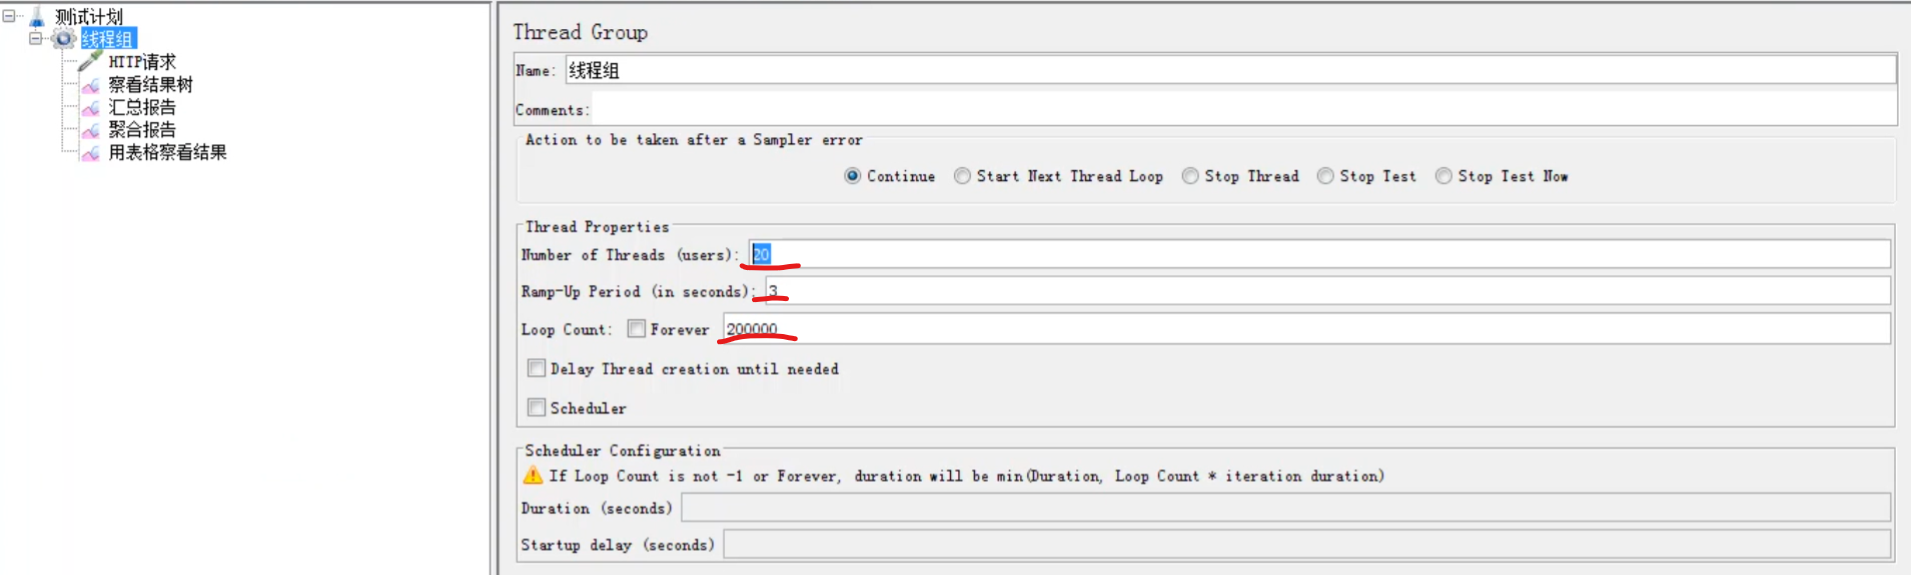 测试计划
线程组
HTTP请求
察看结果树
汇总报告
聚合报告
用表格察看结果
Thread Group
Name: 线程组
Comments:
Action to be taken after a Sampler error
Continue Start Next Thread Loop Stop Thread Stop Test Stop Test Now
Thread Properties
Number of Threads (users): 20
Ramp-Up Period (in seconds): 3
Loop Count: Forever 200000
Delay Thread creation until needed
Scheduler
Scheduler Configuration
If Loop Count is not -1 or Forever, duration will be min(Duration, Loop Count * iteration duration)
Duration (seconds)
Startup delay (seconds)